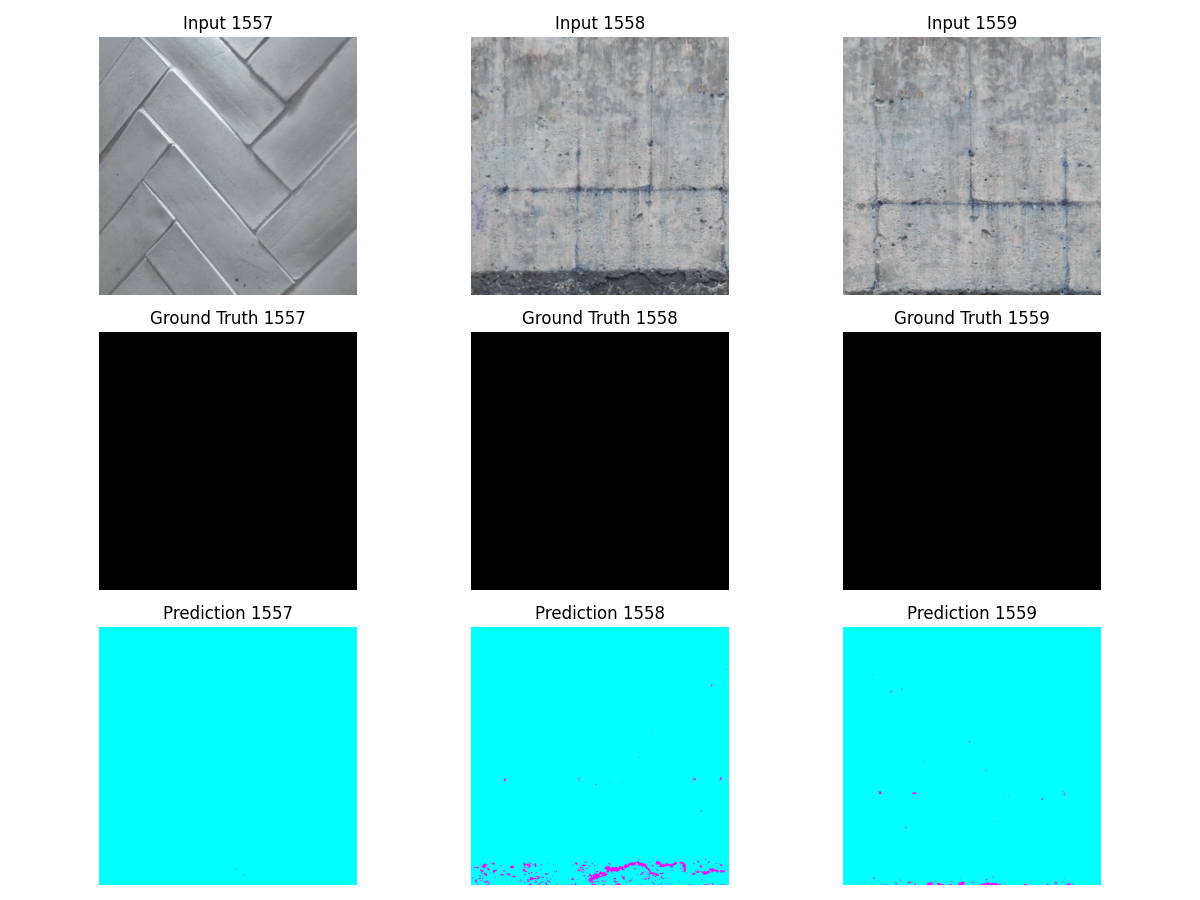 Input 1557
Input 1558
Input 1559
Ground Truth 1557
Ground Truth 1558
Ground Truth 1559
Prediction 1557
Prediction 1558
Prediction 1559